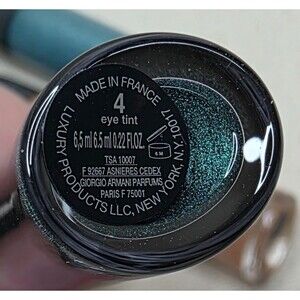 MADE IN FRANCE
4
eye tint
6,5 ml 6.5 ml 0.22 FL.OZ.
6 M
TSA 10007,
F 92667 ASNIERES CEDEX
GIORGIO ARMANI PARFUMS
PARIS F 75001
LUXURY PRODUCTS LLC, NEW YORK, N.Y. 10017